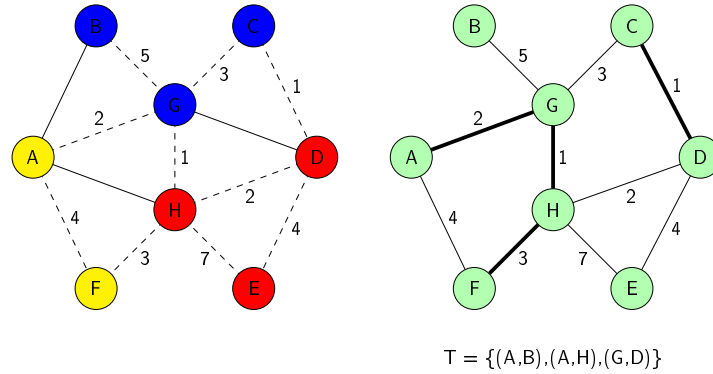 B C B C
5 3 1 5 3 1
G G
2 2
A 1 D A 1 D
H 2 H 2
4 4 4 4
3 7 3 7
F E F E
T = {(A,B),(A,H),(G,D)}